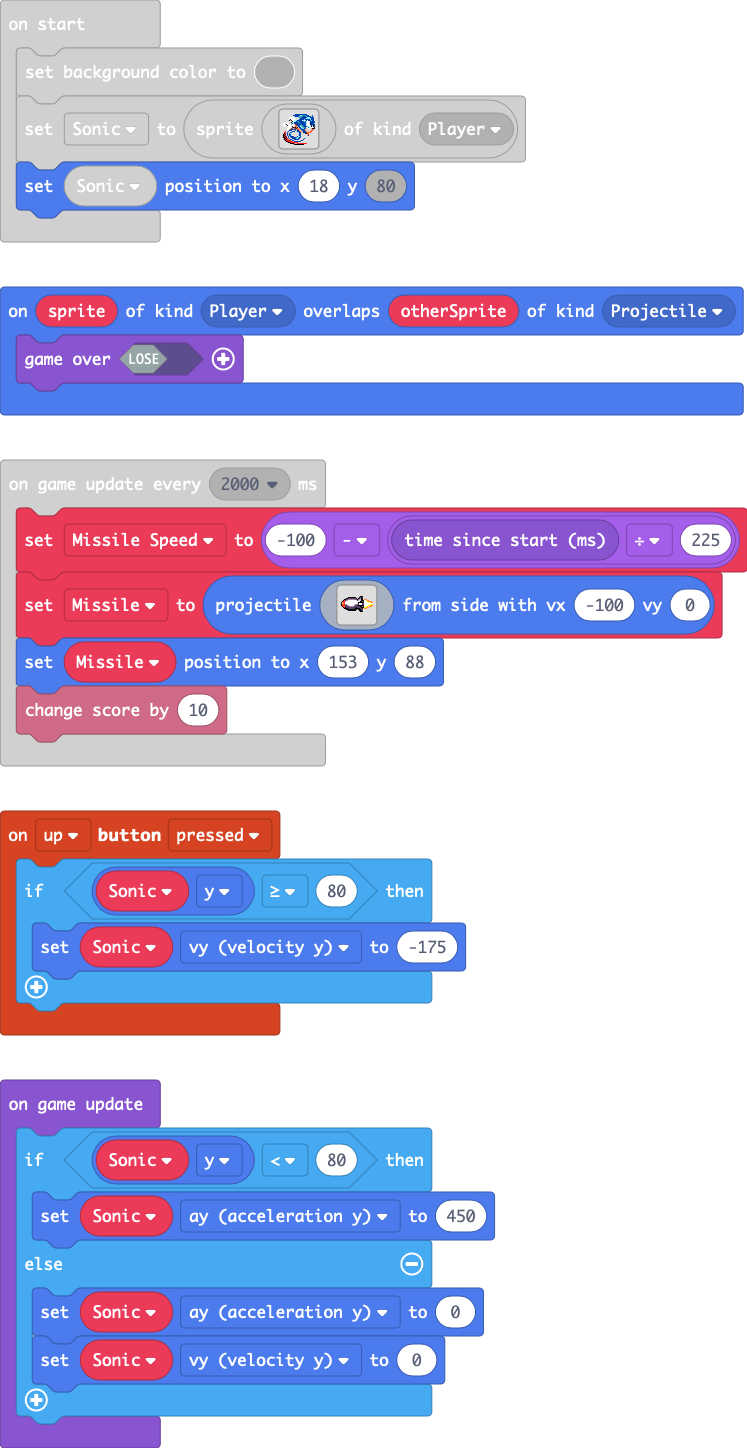 on start
set background color to
set Sonic to sprite of kind Player
set Sonic position to x 18 y 80
on sprite of kind Player overlaps otherSprite of kind Projectile
game over LOSE
on game update every 2000 ms
set Missile Speed to -100 - time since start (ms) ÷ 225
set Missile to projectile from side with vx -100 vy 0
set Missile position to x 153 y 88
change score by 10
on up button pressed
if Sonic y ≥ 80 then
set Sonic vy (velocity y) to -175
on game update
if Sonic y < 80 then
set Sonic ay (acceleration y) to 450
else
set Sonic ay (acceleration y) to 0
set Sonic vy (velocity y) to 0